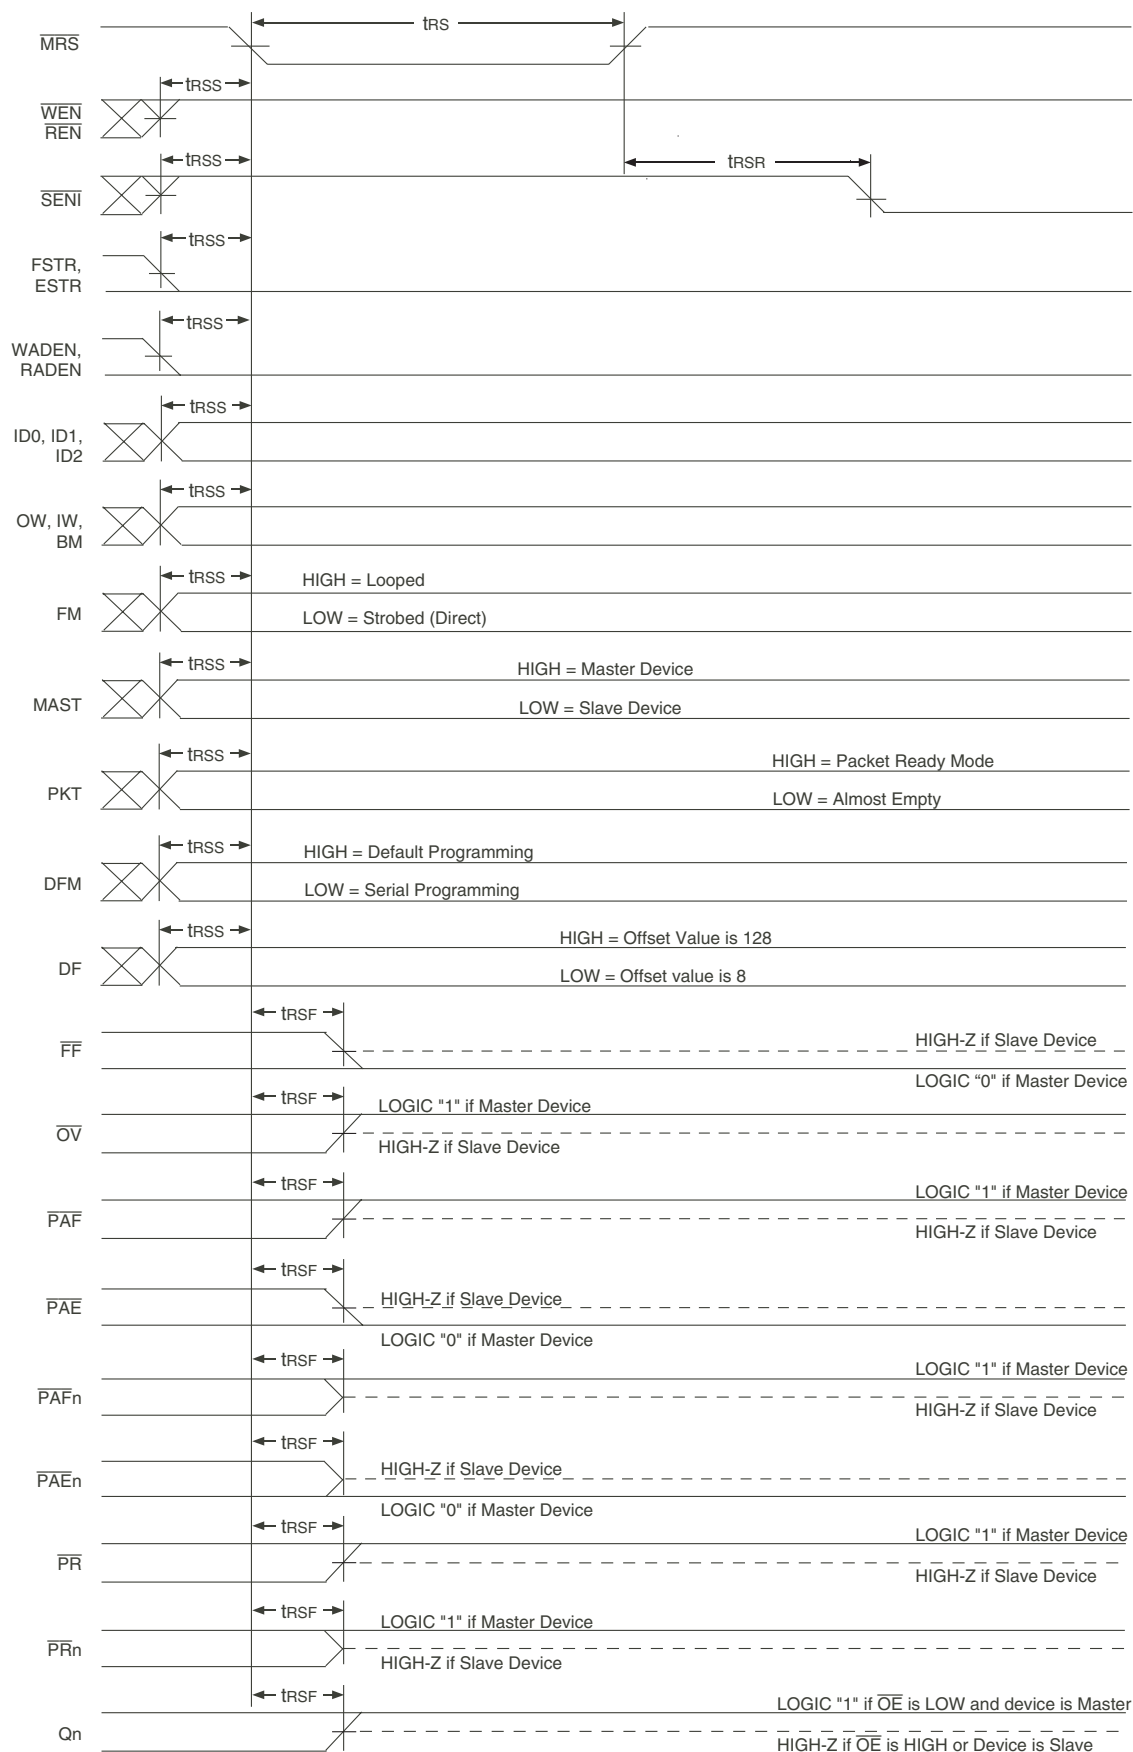 tRS
MRS
tRSS
WEN
REN
tRSS
tRSR
SENI
tRSS
FSTR,
ESTR
tRSS
WADEN,
RADEN
tRSS
ID0, ID1,
ID2
tRSS
OW, IW,
BM
tRSS
HIGH = Looped
FM
LOW = Strobed (Direct)
tRSS
HIGH = Master Device
MAST
LOW = Slave Device
tRSS
HIGH = Packet Ready Mode
PKT
LOW = Almost Empty
tRSS
HIGH = Default Programming
DFM
LOW = Serial Programming
tRSS
HIGH = Offset Value is 128
DF
LOW = Offset value is 8
tRSF
HIGH-Z if Slave Device
FF
LOGIC "0" if Master Device
tRSF
LOGIC "1" if Master Device
OV
HIGH-Z if Slave Device
tRSF
LOGIC "1" if Master Device
PAF
HIGH-Z if Slave Device
tRSF
HIGH-Z if Slave Device
PAE
LOGIC "0" if Master Device
tRSF
LOGIC "1" if Master Device
PAFn
HIGH-Z if Slave Device
tRSF
HIGH-Z if Slave Device
PAEn
LOGIC "0" if Master Device
tRSF
LOGIC "1" if Master Device
PR
HIGH-Z if Slave Device
tRSF
LOGIC "1" if Master Device
PRn
HIGH-Z if Slave Device
tRSF
LOGIC "1" if OE is LOW and device is Master
Qn
HIGH-Z if OE is HIGH or Device is Slave